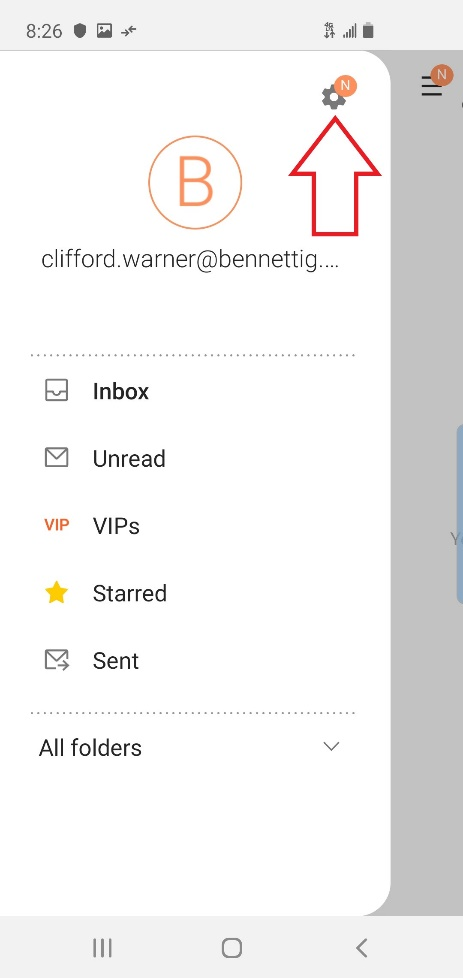 8:26
N
N
B
clifford.warner@bennettig....
Inbox
Unread
VIP VIPs
Starred
Sent
All folders